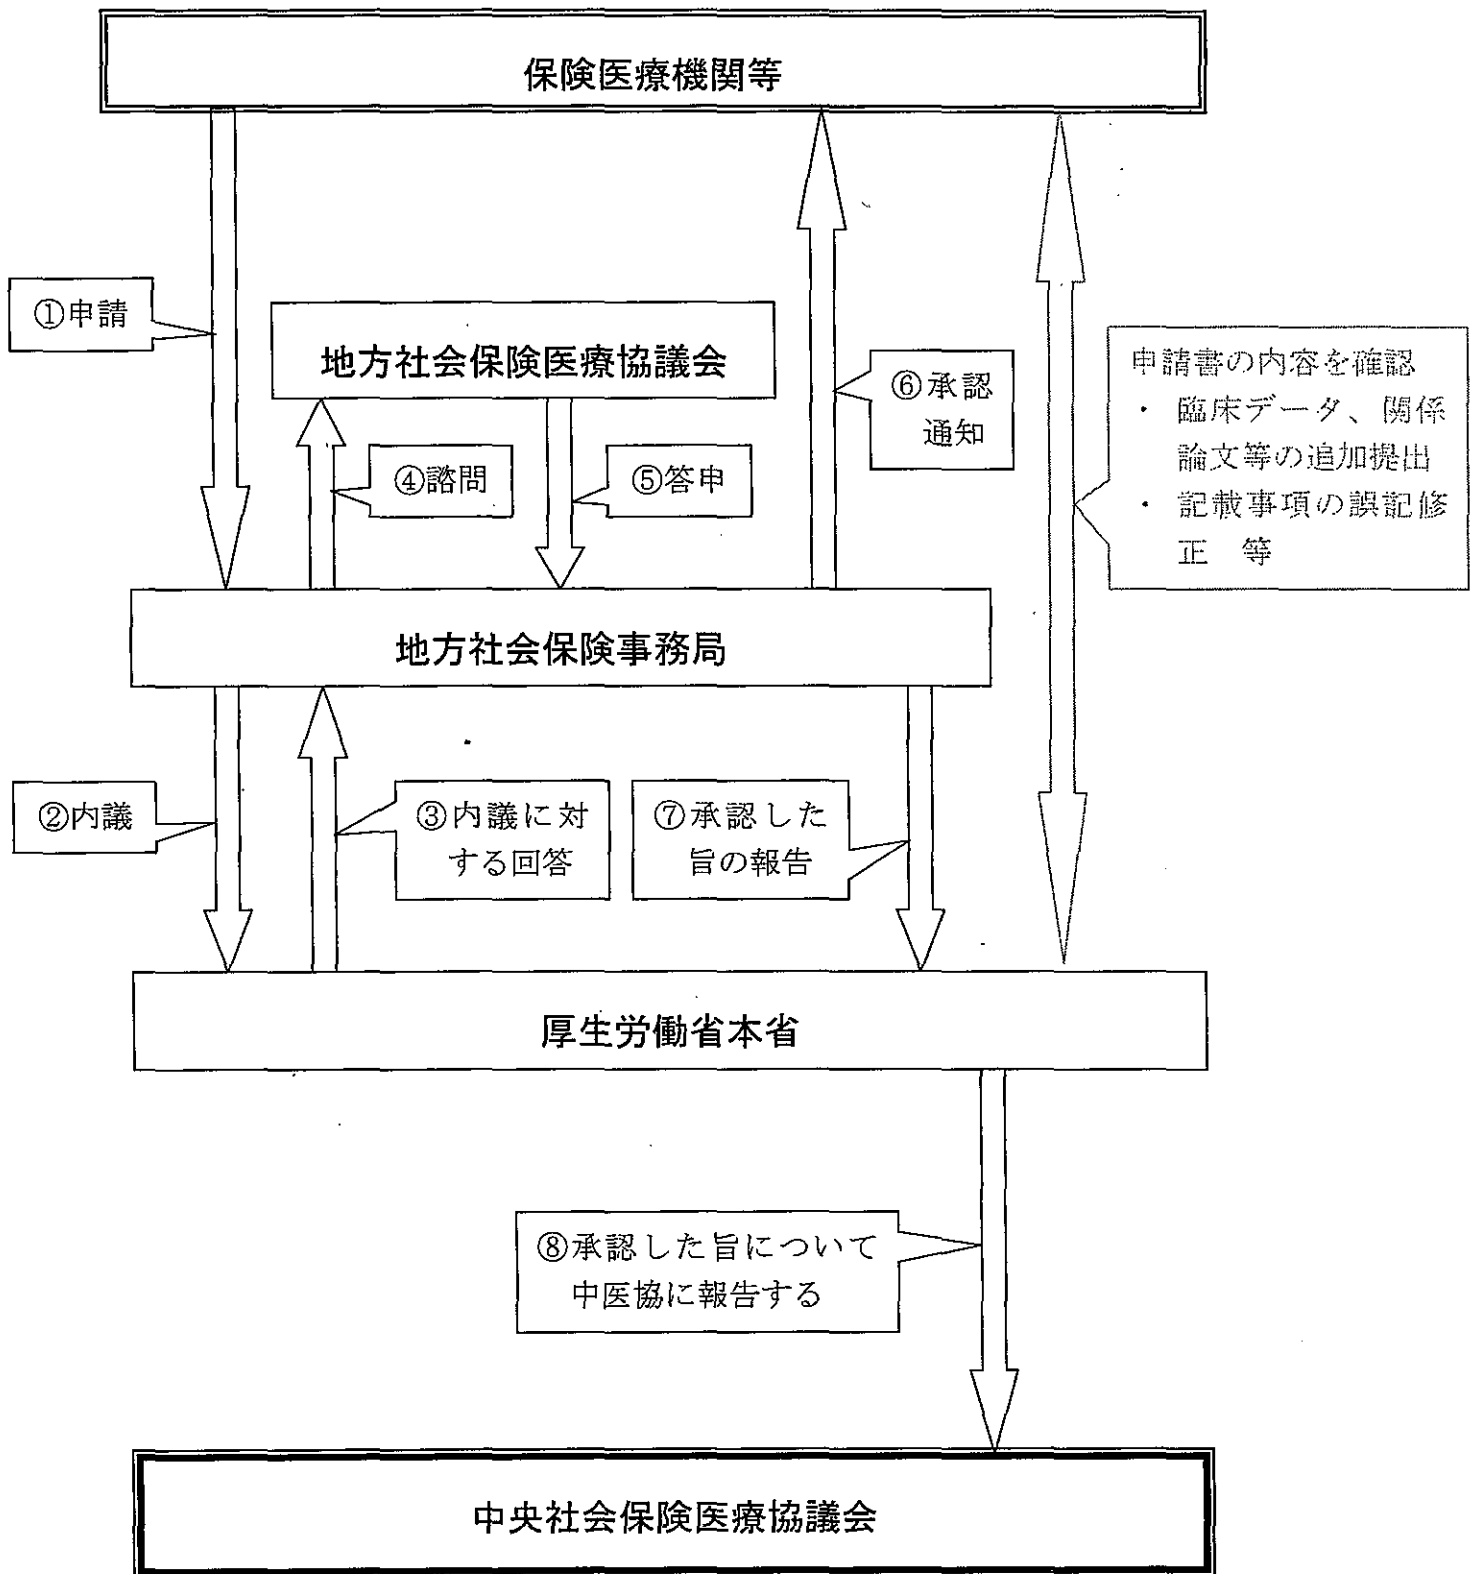 保険医療機関等
①申請
地方社会保険医療協議会
④諮問
⑤答申
⑥承認
通知
申請書の内容を確認
・ 臨床データ、関係
論文等の追加提出
・ 記載事項の誤記修
正 等
地方社会保険事務局
②内議
③内議に対
する回答
⑦承認した
旨の報告
厚生労働省本省
⑧承認した旨について
中医協に報告する
中央社会保険医療協議会